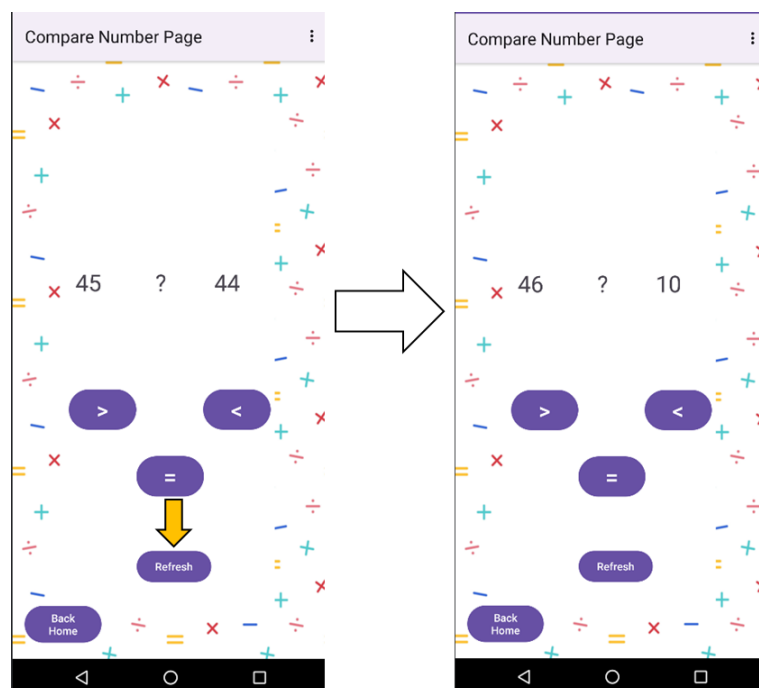 Compare Number Page
45 ? 44
> <
=
Refresh
Back
Home
Compare Number Page
46 ? 10
> <
=
Refresh
Back
Home